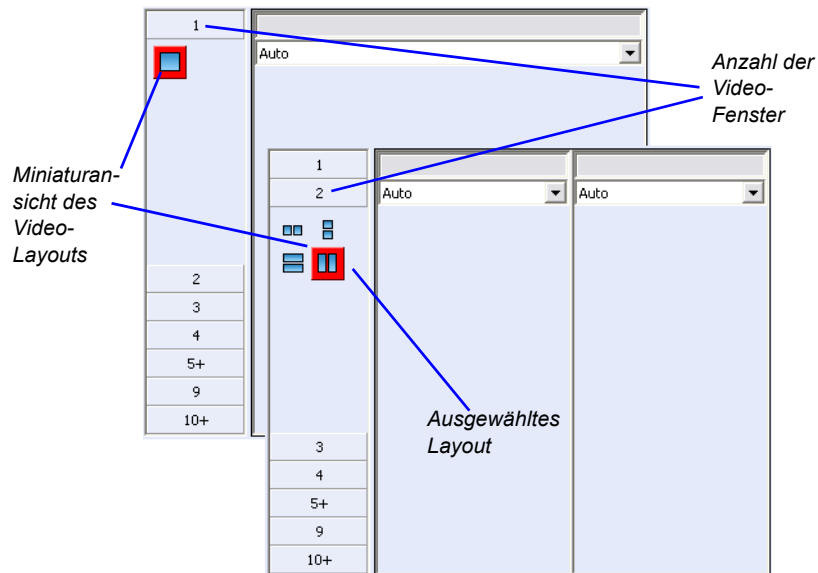 1
Auto
Anzahl der
Video-
Fenster
Miniaturan-
sicht des
Video-
Layouts
2
3
4
5+
9
10+
1
2
Auto
Auto
Ausgewähltes
Layout
3
4
5+
9
10+